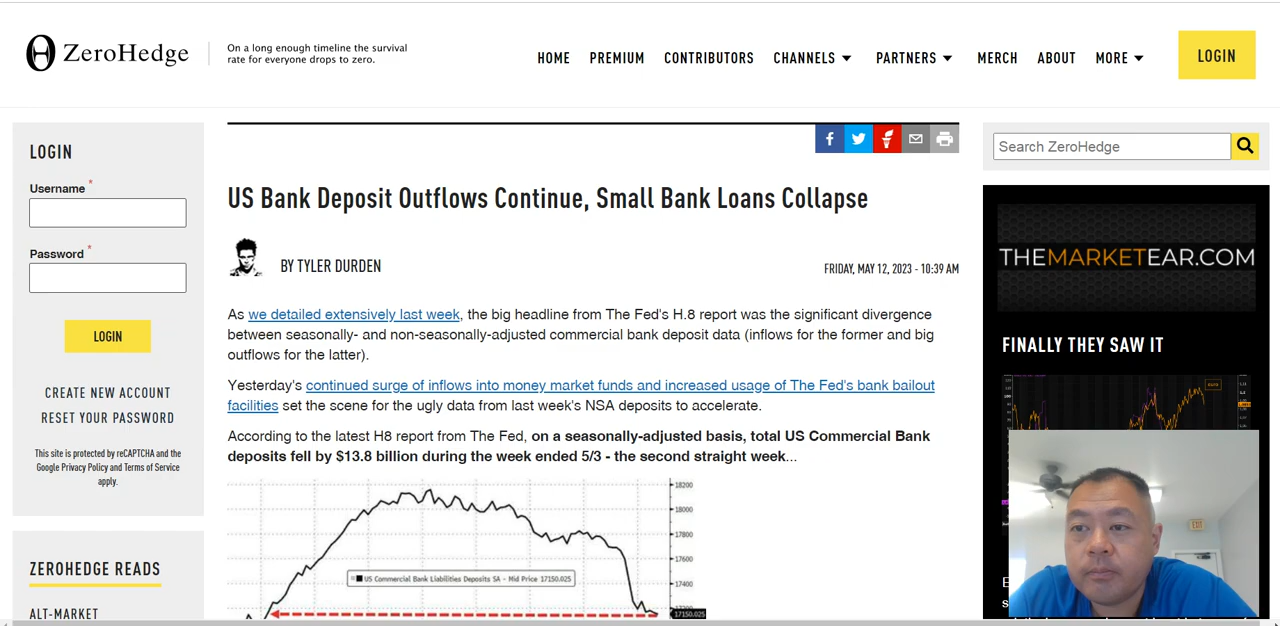 ZeroHedge
On a long enough timeline the survival
rate for everyone drops to zero.
HOME PREMIUM CONTRIBUTORS CHANNELS PARTNERS MERCH ABOUT MORE
LOGIN
LOGIN
Username *
Password *
LOGIN
CREATE NEW ACCOUNT
RESET YOUR PASSWORD
This site is protected by reCAPTCHA and the
Google Privacy Policy and Terms of Service
apply.
ZEROHEDGE READS
ALT-MARKET
US Bank Deposit Outflows Continue, Small Bank Loans Collapse
BY TYLER DURDEN
FRIDAY, MAY 12, 2023 - 10:39 AM
As we detailed extensively last week, the big headline from The Fed's H.8 report was the significant divergence
between seasonally- and non-seasonally-adjusted commercial bank deposit data (inflows for the former and big
outflows for the latter).
Yesterday's continued surge of inflows into money market funds and increased usage of The Fed's bank bailout
facilities set the scene for the ugly data from last week's NSA deposits to accelerate.
According to the latest H8 report from The Fed, on a seasonally-adjusted basis, total US Commercial Bank
deposits fell by $13.8 billion during the week ended 5/3 - the second straight week...
18200
18000
17800
17600
17400
US Commercial Bank Liabilities Deposits SA - Mid Price 17150.025
17150.025
Search ZeroHedge
THEMARKETEAR.COM
FINALLY THEY SAW IT
EXIT